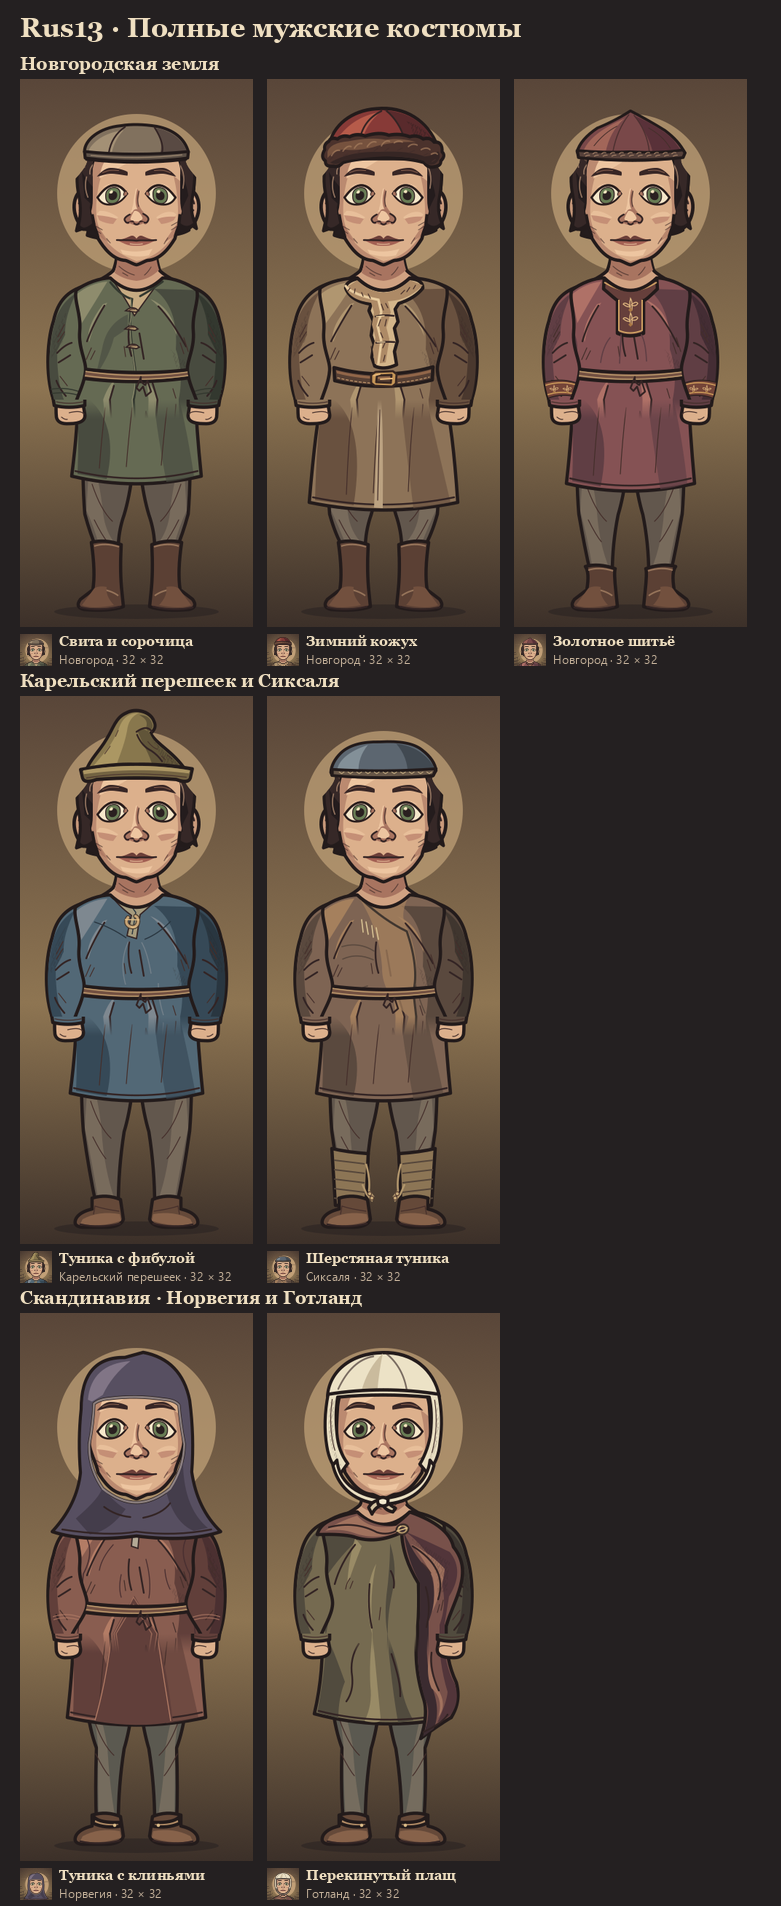 Rus13 · Полные мужские костюмы
Новгородская земля
Свита и сорочица
Новгород · 32 × 32
Зимний кожух
Новгород · 32 × 32
Золотное шитьё
Новгород · 32 × 32
Карельский перешеек и Сиксаля
Туника с фибулой
Карельский перешеек · 32 × 32
Шерстяная туника
Сиксаля · 32 × 32
Скандинавия · Норвегия и Готланд
Туника с клиньями
Норвегия · 32 × 32
Перекинутый плащ
Готланд · 32 × 32